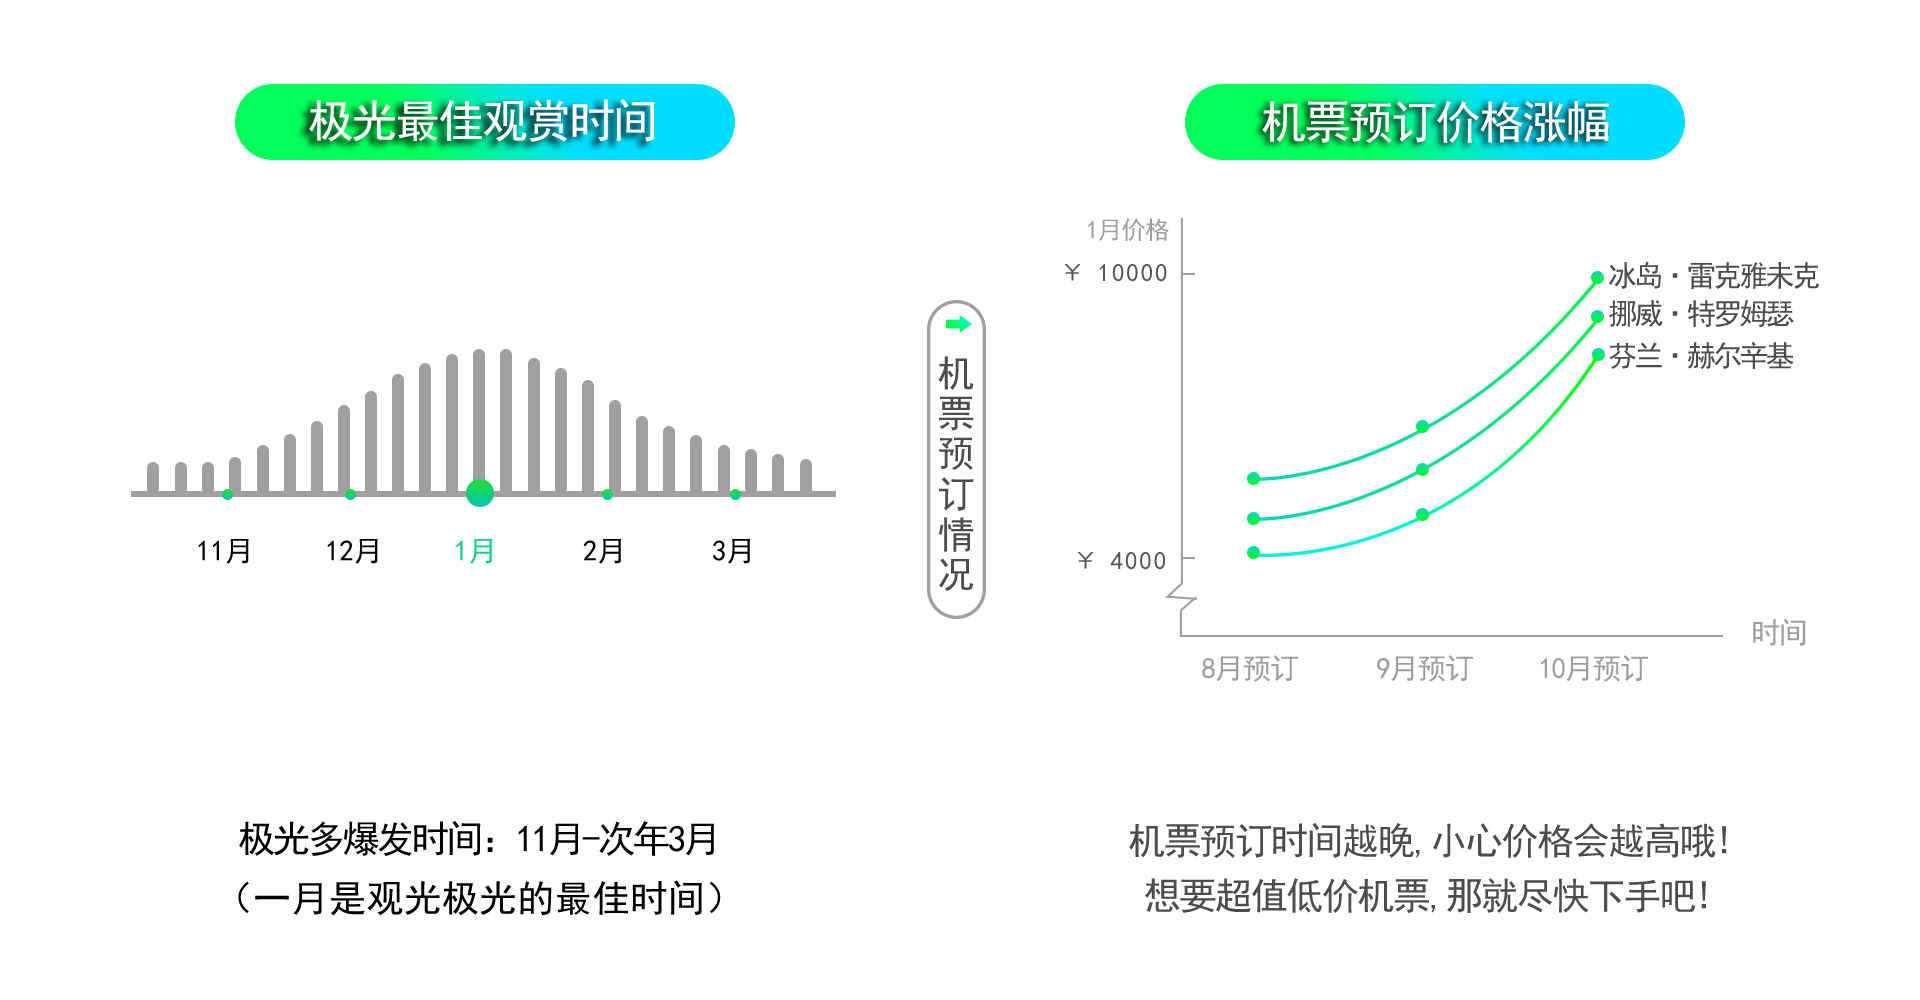 极光最佳观赏时间
11月
12月
1月
2月
3月
极光多爆发时间：11月-次年3月
（一月是观光极光的最佳时间）
机票预订情况
机票预订价格涨幅
1月价格
￥ 10000
￥ 4000
冰岛·雷克雅未克
挪威·特罗姆瑟
芬兰·赫尔辛基
时间
8月预订
9月预订
10月预订
机票预订时间越晚，小心价格会越高哦！
想要超值低价机票，那就尽快下手吧！